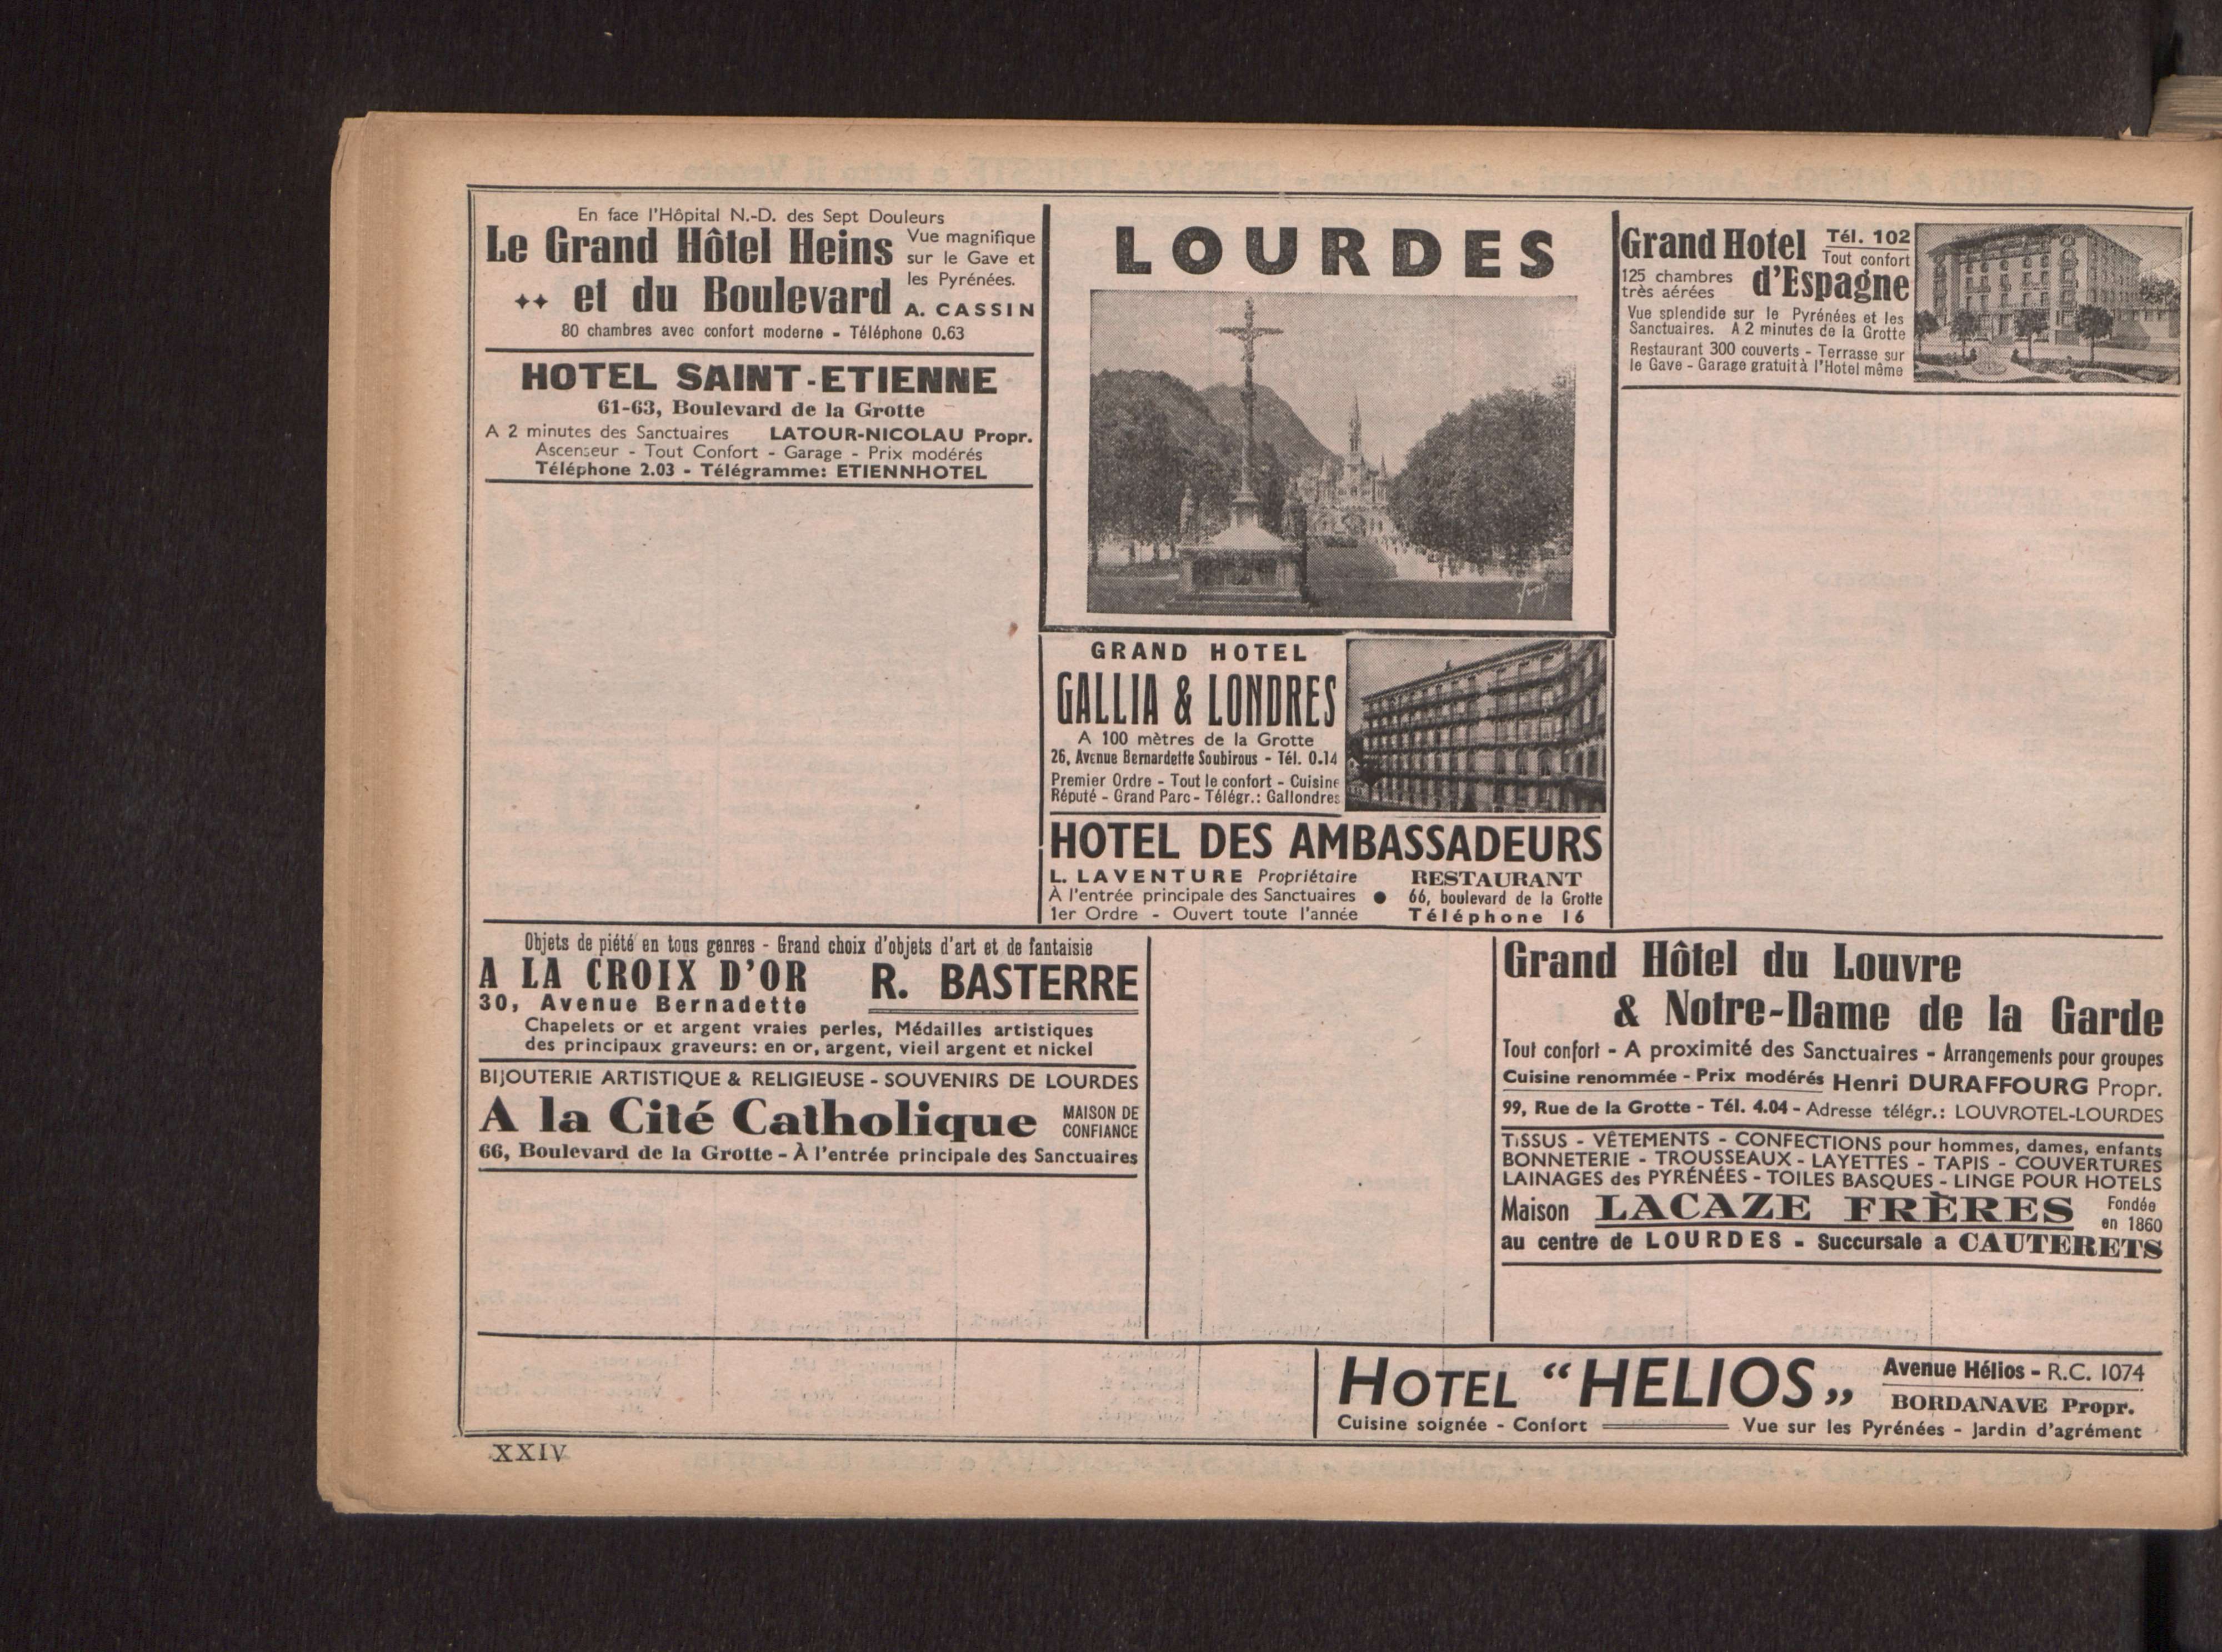 En face l'Hôpital N.-D. des Sept Douleurs
Le Grand Hôtel Heins
et du Boulevard
Vue magnifique
sur le Gave et
les Pyrénées.
A. CASSIN
80 chambres avec confort moderne - Téléphone 0.63
HOTEL SAINT-ETIENNE
61-63, Boulevard de la Grotte
A 2 minutes des Sanctuaires LATOUR-NICOLAU Propr.
Ascenseur - Tout Confort - Garage - Prix modérés
Téléphone 2.03 - Télégramme: ETIENNHOTEL
LOURDES
Yvon
GRAND HOTEL
GALLIA & LONDRES
A 100 mètres de la Grotte
26, Avenue Bernardette Soubirous - Tél. 0.14
Premier Ordre - Tout le confort - Cuisine
Réputé - Grand Parc - Télégr.: Gallondres
HOTEL DES AMBASSADEURS
L. LAVENTURE Propriétaire
À l'entrée principale des Sanctuaires
1er Ordre - Ouvert toute l'année
RESTAURANT
66, boulevard de la Grotte
Téléphone 16
Grand Hotel
Tél. 102
Tout confort
125 chambres
très aérées
d'Espagne
Vue splendide sur le Pyrénées et les
Sanctuaires. A 2 minutes de la Grotte
Restaurant 300 couverts - Terrasse sur
le Gave - Garage gratuit à l'Hotel même
Objets de piété en tous genres - Grand choix d'objets d'art et de fantaisie
A LA CROIX D'OR
30, Avenue Bernadette
R. BASTERRE
Chapelets or et argent vraies perles, Médailles artistiques
des principaux graveurs: en or, argent, vieil argent et nickel
BIJOUTERIE ARTISTIQUE & RELIGIEUSE - SOUVENIRS DE LOURDES
A la Cité Catholique
MAISON DE
CONFIANCE
66, Boulevard de la Grotte - À l'entrée principale des Sanctuaires
Grand Hôtel du Louvre
& Notre-Dame de la Garde
Tout confort - A proximité des Sanctuaires - Arrangements pour groupes
Cuisine renommée - Prix modérés Henri DURAFFOURG Propr.
99, Rue de la Grotte - Tél. 4.04 - Adresse télégr.: LOUVROTEL-LOURDES
TISSUS - VÊTEMENTS - CONFECTIONS pour hommes, dames, enfants
BONNETERIE - TROUSSEAUX - LAYETTES - TAPIS - COUVERTURES
LAINAGES des PYRÉNÉES - TOILES BASQUES - LINGE POUR HOTELS
Maison LACAZE FRÈRES
Fondée
en 1860
au centre de LOURDES - Succursale a CAUTERETS
HOTEL “HELIOS„
Avenue Hélios - R.C. 1074
BORDANAVE Propr.
Cuisine soignée - Confort Vue sur les Pyrénées - Jardin d'agrément
XXIV